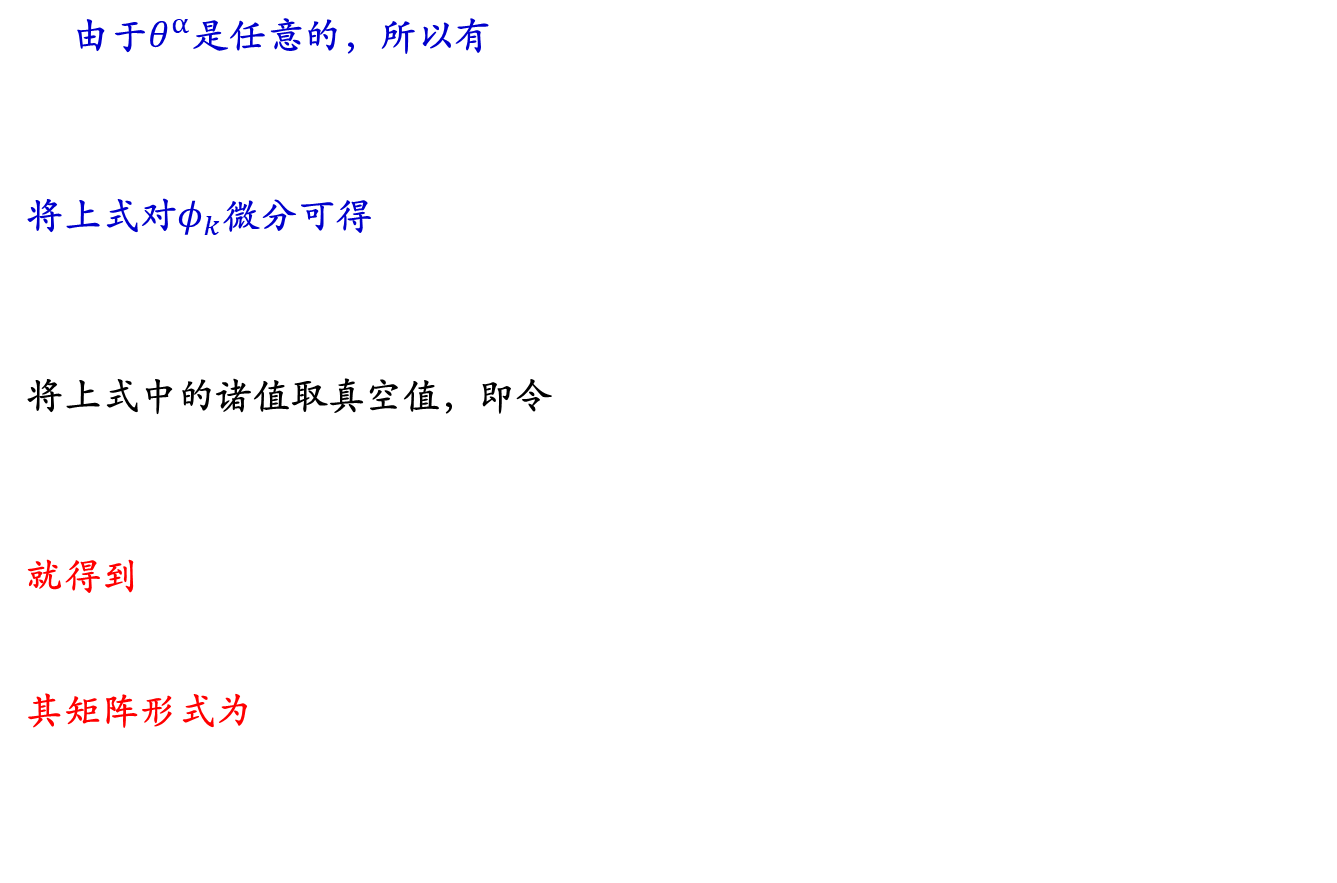 由于θ^α是任意的，所以有
将上式对ϕ_k微分可得
将上式中的诸值取真空值，即令
就得到
其矩阵形式为